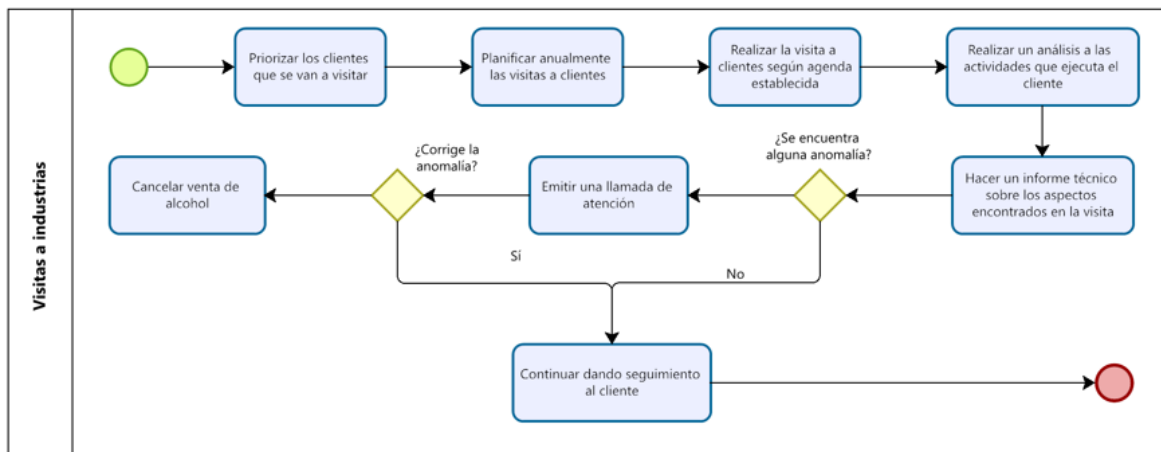 Visitas a industrias
Priorizar los clientes
que se van a visitar
Planificar anualmente
las visitas a clientes
Realizar la visita a
clientes según agenda
establecida
Realizar un análisis a las
actividades que ejecuta el
cliente
Hacer un informe técnico
sobre los aspectos
encontrados en la visita
¿Se encuentra
alguna anomalía?
Emitir una llamada de
atención
¿Corrige la
anomalía?
Cancelar venta de
alcohol
Sí
No
Continuar dando seguimiento
al cliente